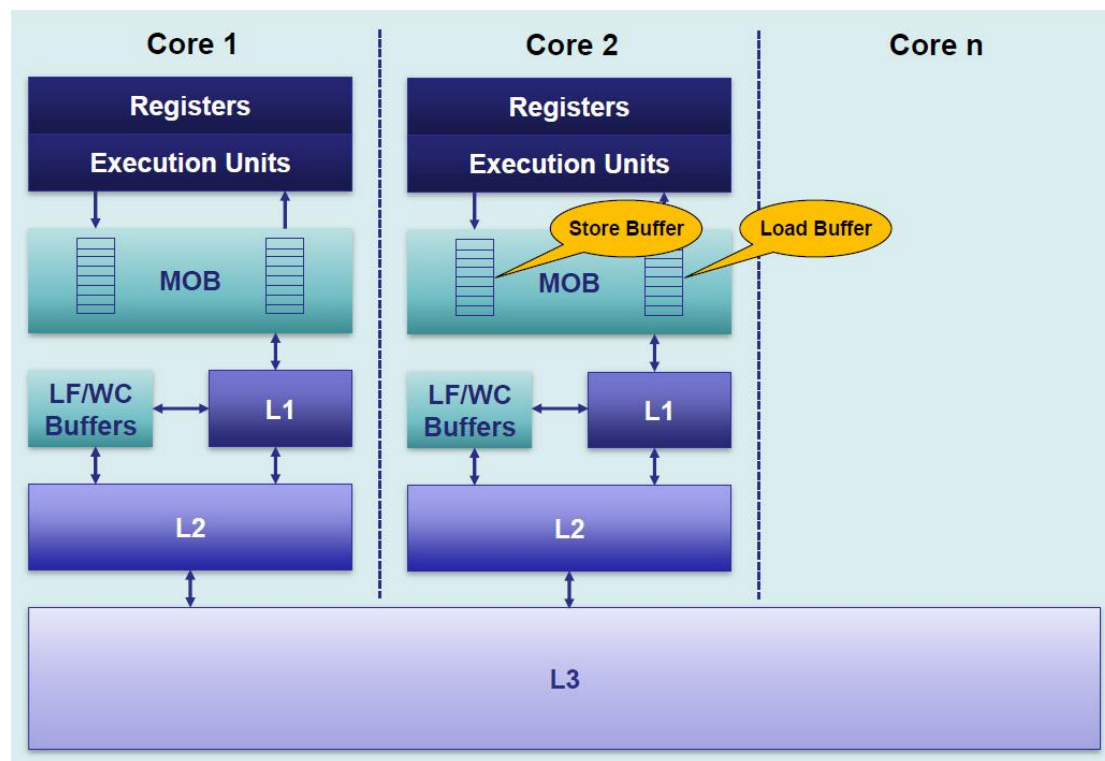 Core 1
Core 2
Core n
Registers
Execution Units
MOB
LF/WC
Buffers
L1
L2
Registers
Execution Units
Store Buffer
Load Buffer
MOB
LF/WC
Buffers
L1
L2
L3